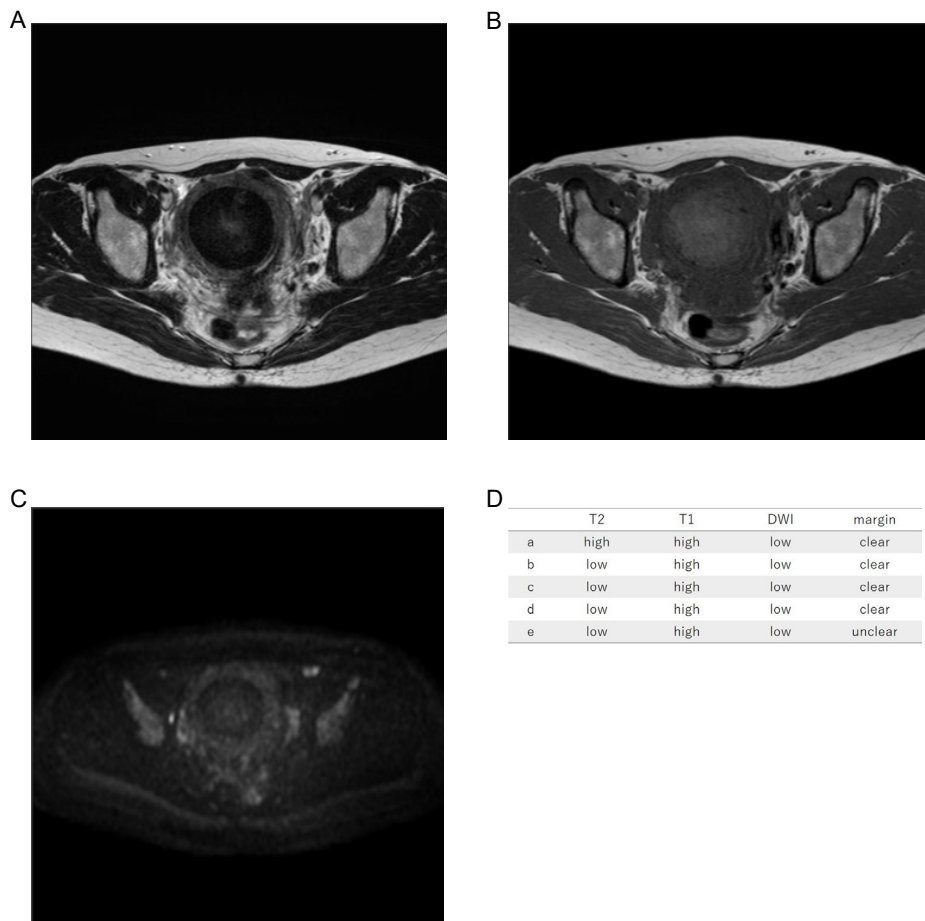 A
B
C
D
T2 T1 DWI margin
a high high low clear
b low high low clear
c low high low clear
d low high low clear
e low high low unclear